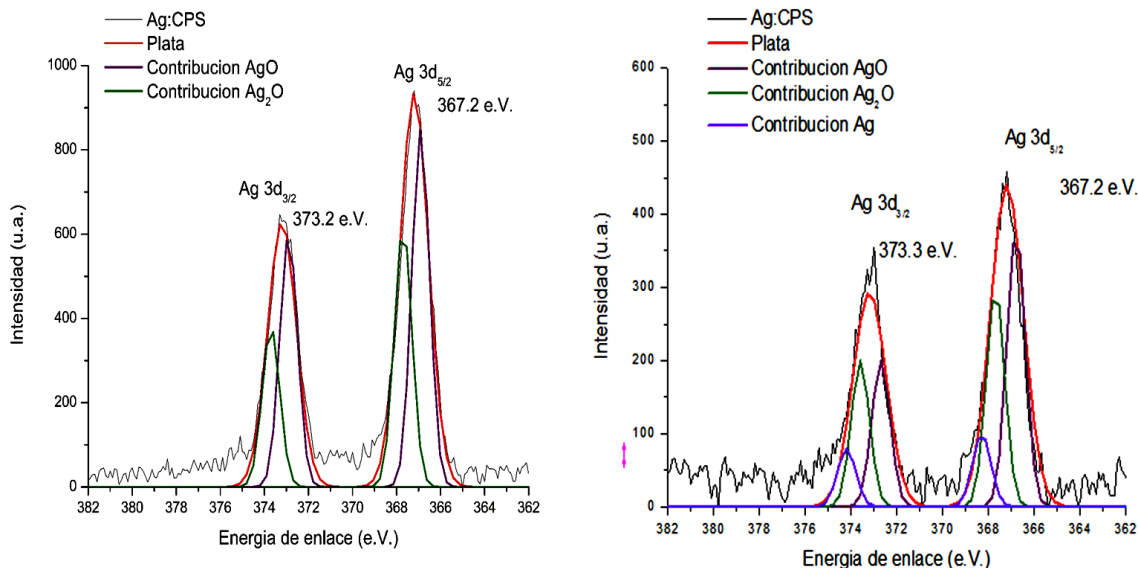 Ag:CPS
Plata
Contribucion AgO
Contribucion Ag₂O
1000
800
600
400
200
0
Ag 3d₅/₂
367.2 e.V.
Ag 3d₃/₂
373.2 e.V.
Intensidad (u.a.)
382 380 378 376 374 372 370 368 366 364 362
Energia de enlace (e.V.)
Ag:CPS
Plata
Contribucion AgO
Contribucion Ag₂O
Contribucion Ag
600
500
400
300
200
100
0
Ag 3d₅/₂
367.2 e.V.
Ag 3d₃/₂
373.3 e.V.
Intensidad (u.a.)
382 380 378 376 374 372 370 368 366 364 362
Energia de enlace (e.V.)